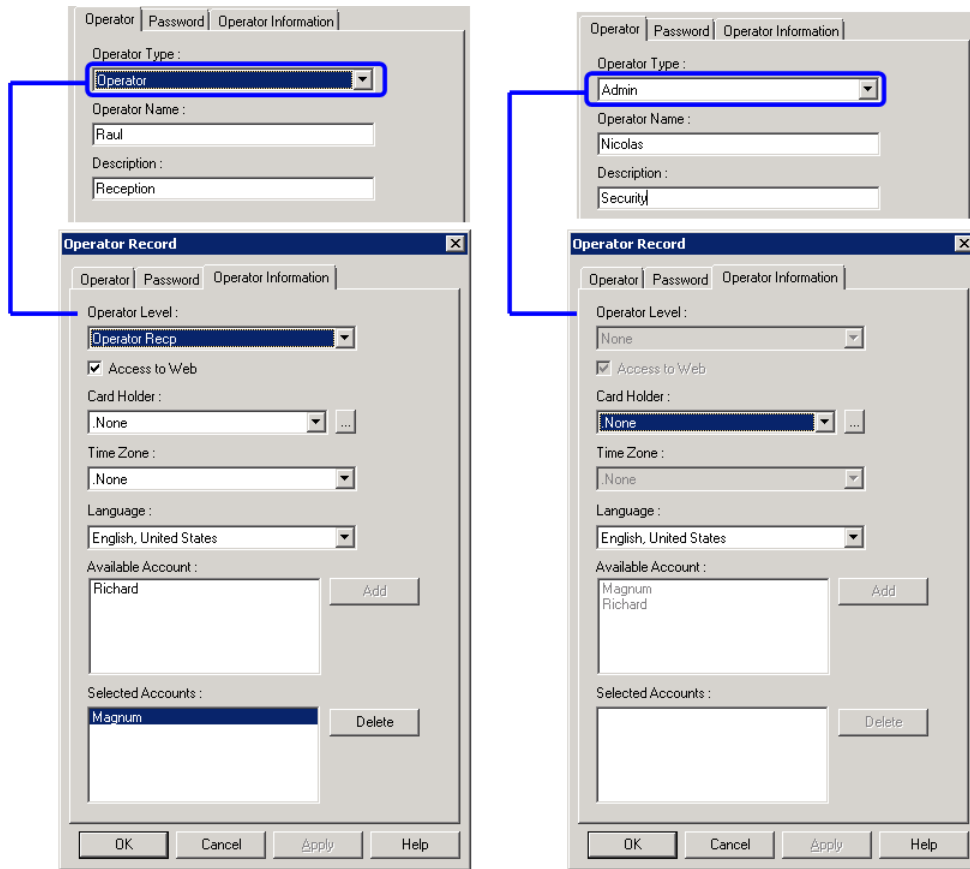 Operator Password Operator Information
Operator Type :
Operator
Operator Name :
Raul
Description :
Reception
Operator Record
Operator Password Operator Information
Operator Level :
Operator Recp
Access to Web
Card Holder :
.None
...
Time Zone :
.None
Language :
English, United States
Available Account :
Richard
Add
Selected Accounts :
Magnum
Delete
OK Cancel Apply Help
Operator Password Operator Information
Operator Type :
Admin
Operator Name :
Nicolas
Description :
Security
Operator Record
Operator Password Operator Information
Operator Level :
None
Access to Web
Card Holder :
.None
...
Time Zone :
.None
Language :
English, United States
Available Account :
Magnum
Richard
Add
Selected Accounts :
Delete
OK Cancel Apply Help